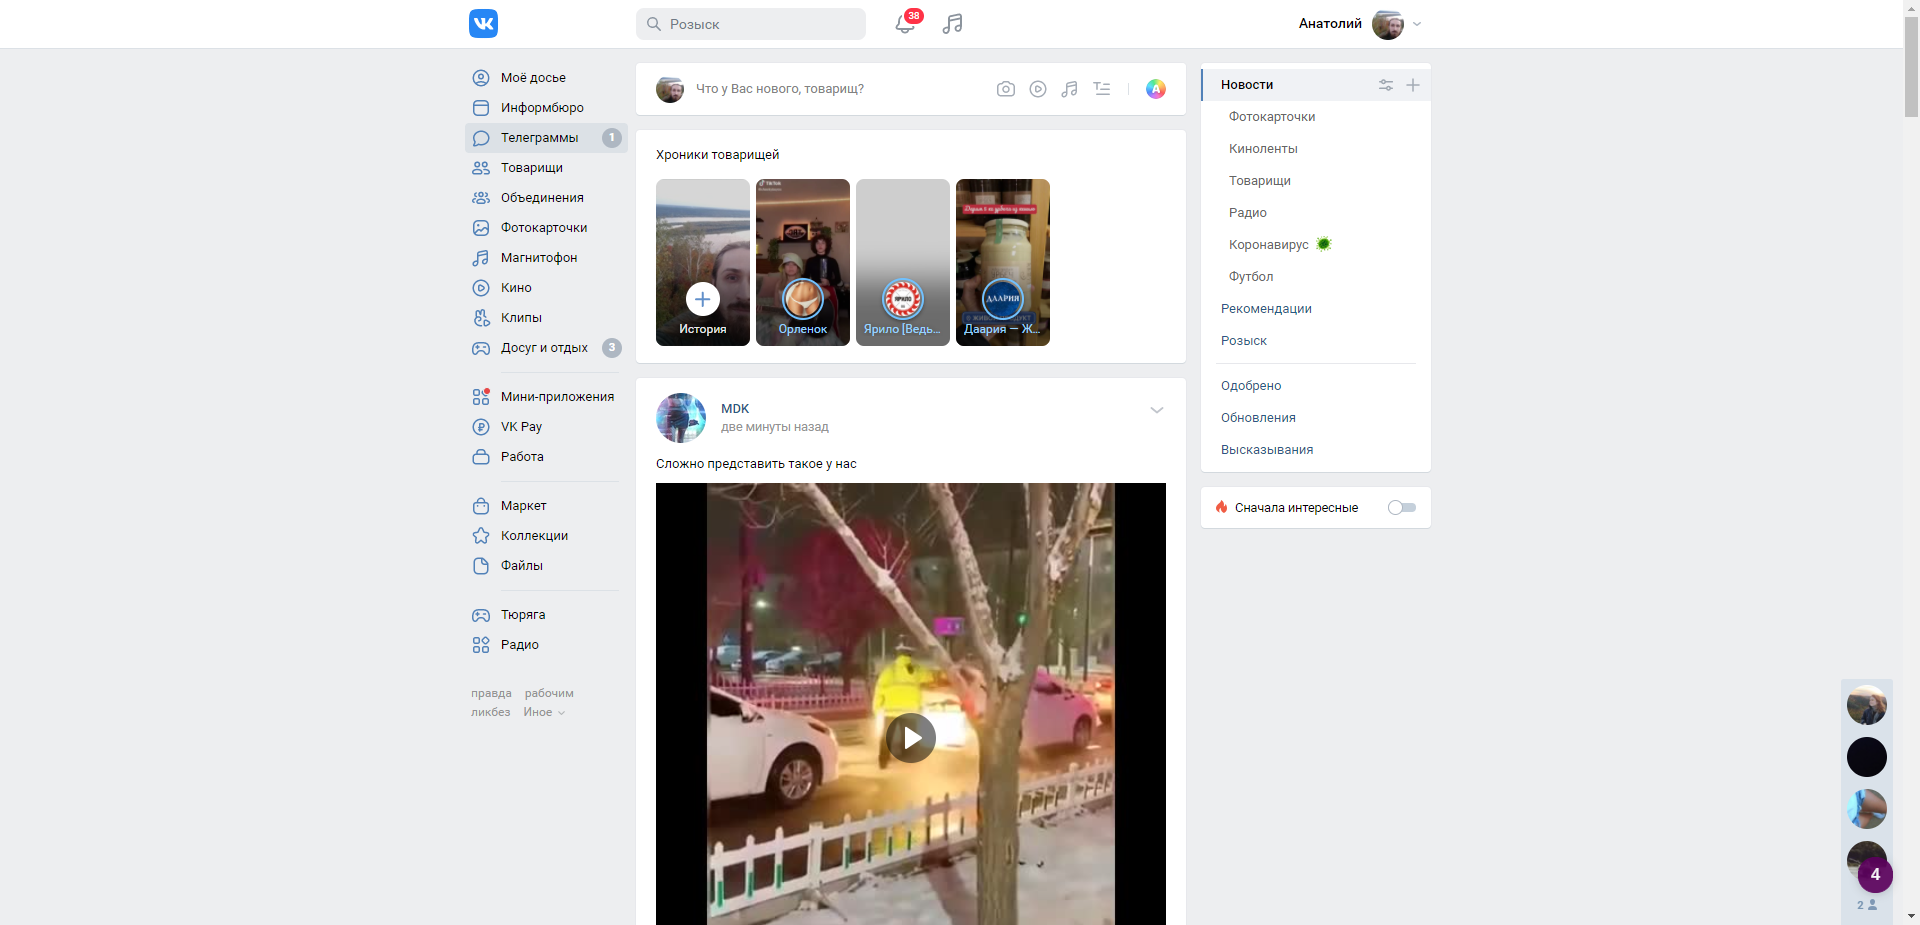 Розыск
38
Анатолий
Моё досье
Информбюро
Телеграммы 1
Товарищи
Объединения
Фотокарточки
Магнитофон
Кино
Клипы
Досуг и отдых 3
Мини-приложения
VK Pay
Работа
Маркет
Коллекции
Файлы
Тюряга
Радио
правда рабочим
ликбез Иное
Что у Вас нового, товарищ?
Хроники товарищей
История
Орленок
ЯРИЛО
Ярило [Ведь...
ДААРИЯ
Даария — Ж...
MDK
две минуты назад
Сложно представить такое у нас
Новости
Фотокарточки
Киноленты
Товарищи
Радио
Коронавирус
Футбол
Рекомендации
Розыск
Одобрено
Обновления
Высказывания
Сначала интересные
4
2